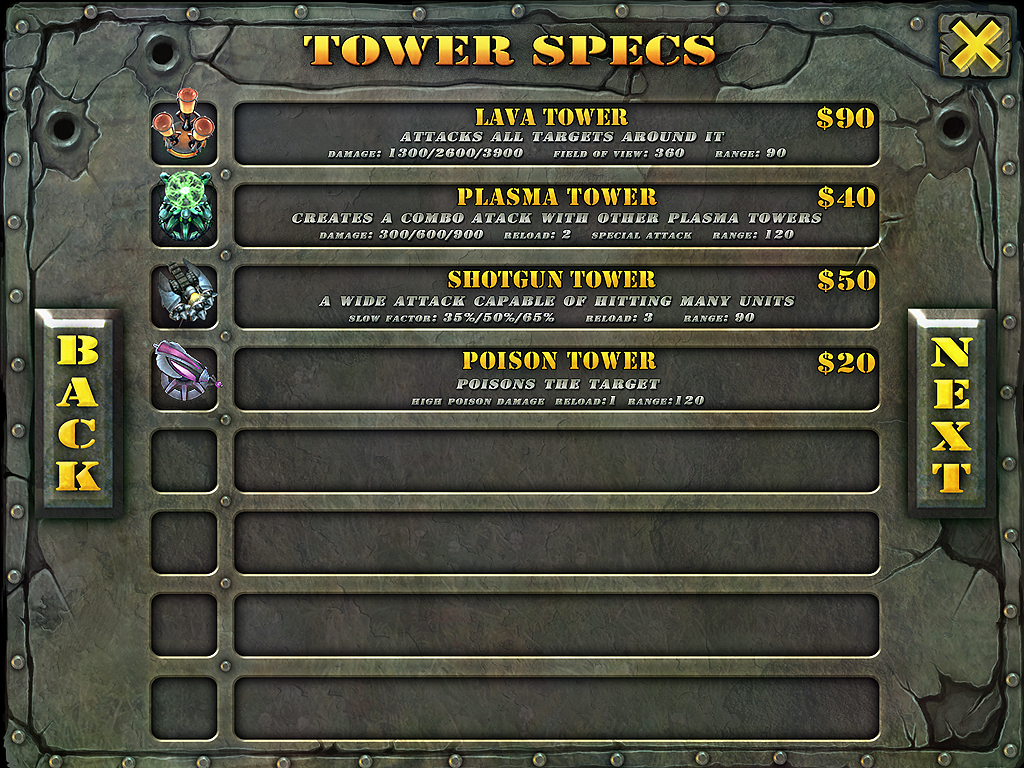 TOWER SPECS
LAVA TOWER $90
ATTACKS ALL TARGETS AROUND IT
DAMAGE: 1300/2600/3900 FIELD OF VIEW: 360 RANGE: 90
PLASMA TOWER $40
CREATES A COMBO ATACK WITH OTHER PLASMA TOWERS
DAMAGE: 300/600/900 RELOAD: 2 SPECIAL ATTACK RANGE: 120
SHOTGUN TOWER $50
A WIDE ATTACK CAPABLE OF HITTING MANY UNITS
SLOW FACTOR: 35%/50%/65% RELOAD: 3 RANGE: 90
POISON TOWER $20
POISONS THE TARGET
HIGH POISON DAMAGE RELOAD:1 RANGE:120
BACK
NEXT